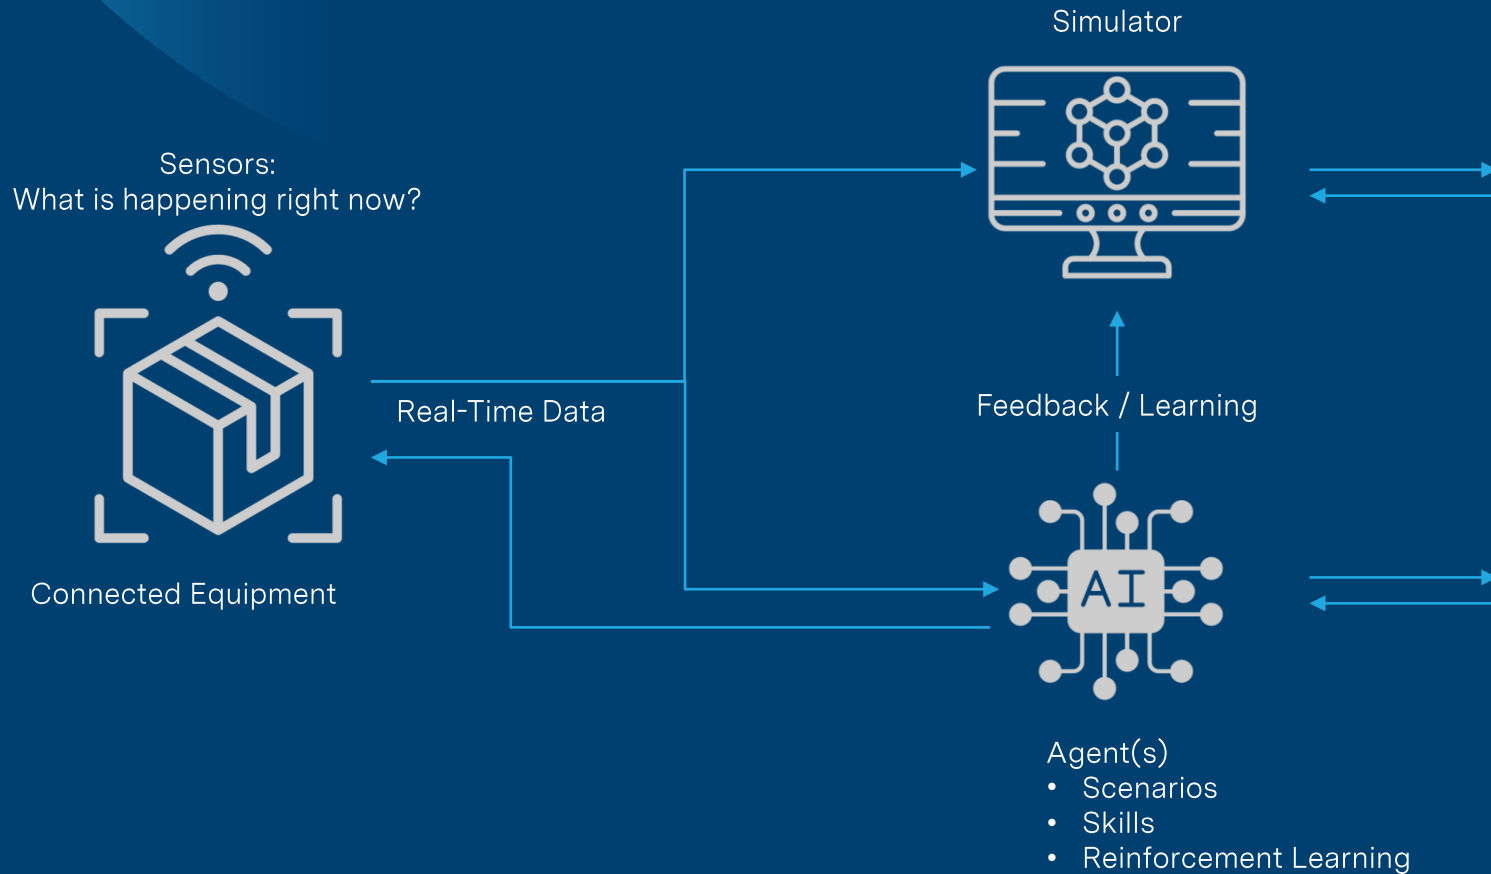 Simulator
Sensors:
What is happening right now?
Real-Time Data
Feedback / Learning
AI
Connected Equipment
Agent(s)
• Scenarios
• Skills
• Reinforcement Learning